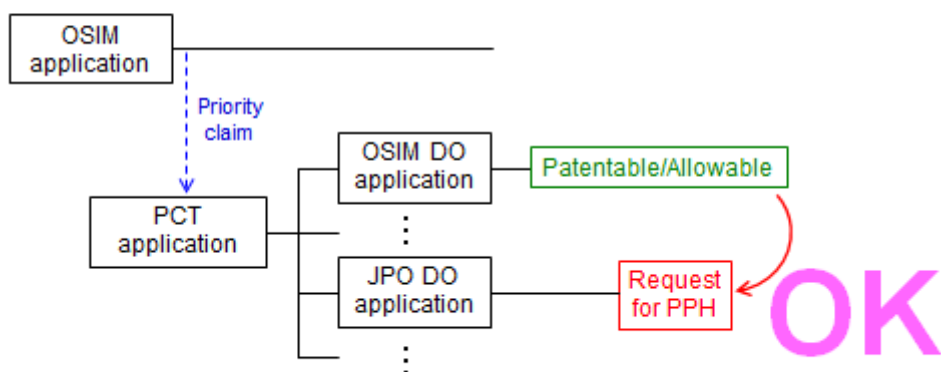 OSIM
application
Priority
claim
OSIM DO
application
Patentable/Allowable
PCT
application
JPO DO
application
Request
for PPH
OK